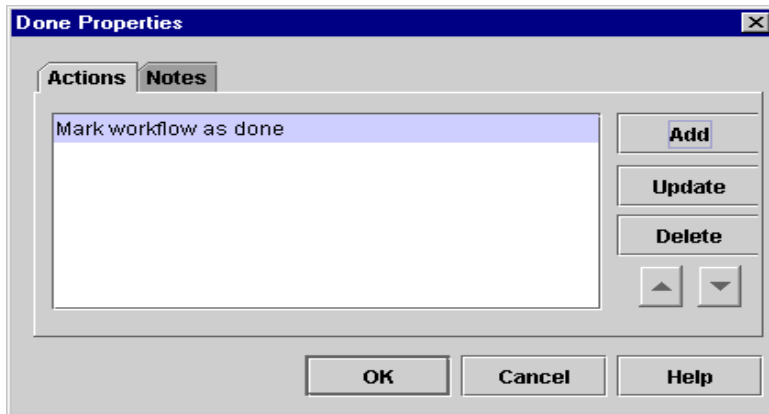 Done Properties
Actions Notes
Mark workflow as done
Add
Update
Delete
OK Cancel Help